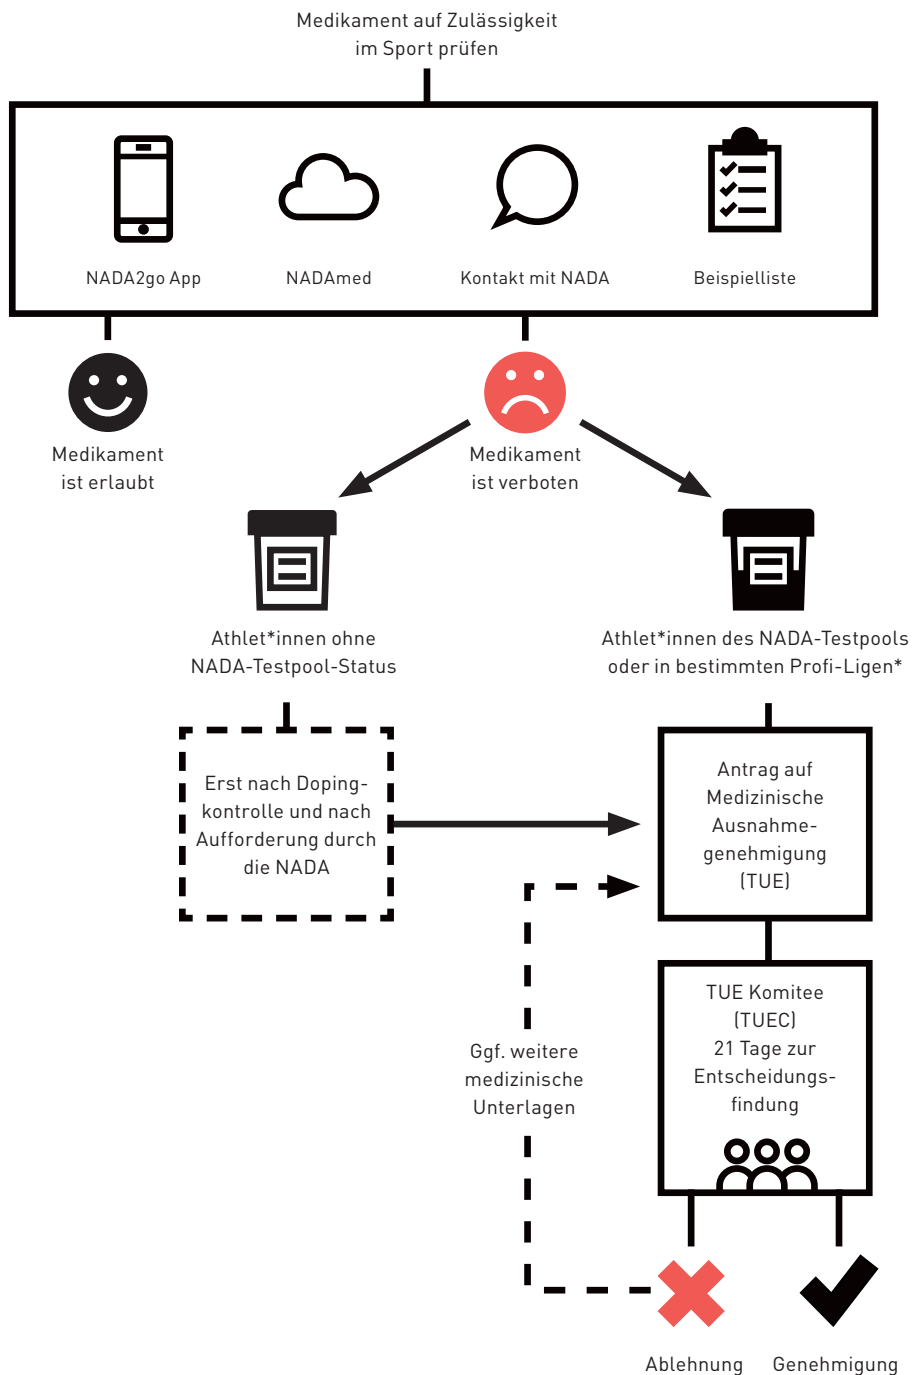 Medikament auf Zulässigkeit
im Sport prüfen
NADA2go App
NADAmed
Kontakt mit NADA
Beispielliste
Medikament
ist erlaubt
Medikament
ist verboten
Athlet*innen ohne
NADA-Testpool-Status
Athlet*innen des NADA-Testpools
oder in bestimmten Profi-Ligen*
Erst nach Doping-
kontrolle und nach
Aufforderung durch
die NADA
Antrag auf
Medizinische
Ausnahme-
genehmigung
(TUE)
TUE Komitee
(TUEC)
21 Tage zur
Entscheidungs-
findung
Ggf. weitere
medizinische
Unterlagen
Ablehnung
Genehmigung